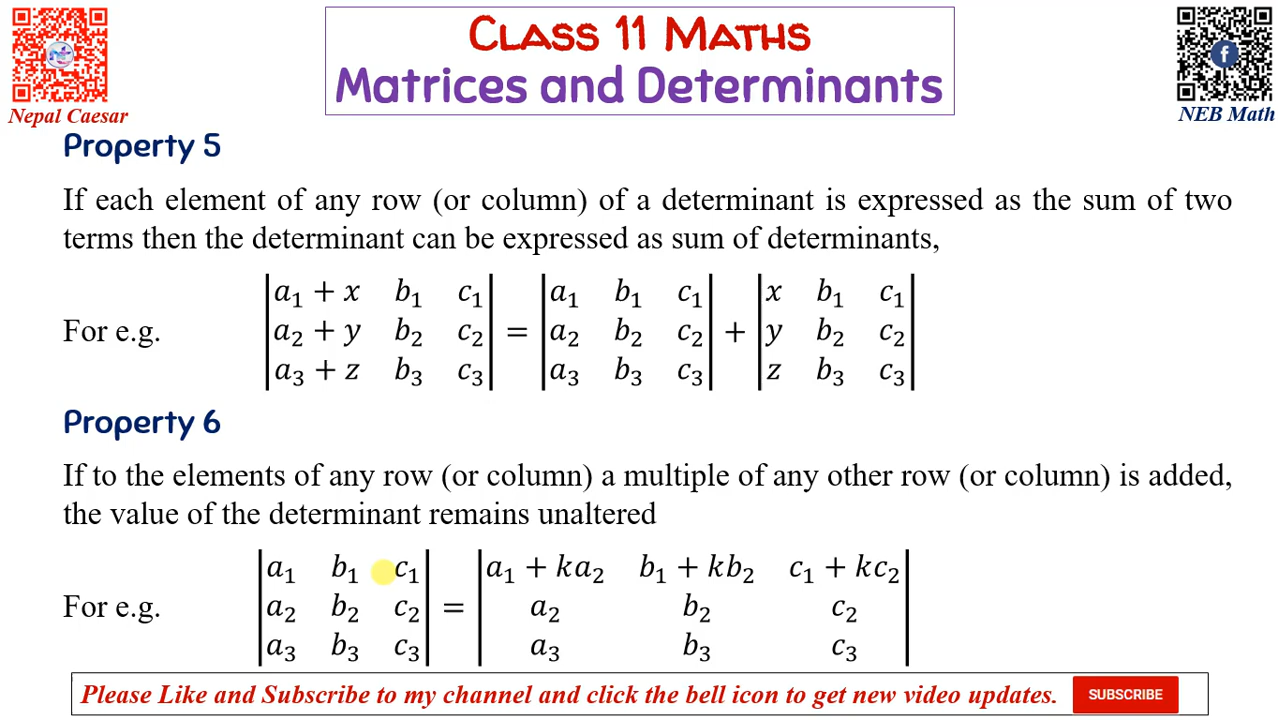 CLASS 11 MATHS
Matrices and Determinants
Nepal Caesar
NEB Math
Property 5
If each element of any row (or column) of a determinant is expressed as the sum of two
terms then the determinant can be expressed as sum of determinants,
For e.g.
|a₁ + x b₁ c₁| |a₁ b₁ c₁| |x b₁ c₁|
|a₂ + y b₂ c₂| = |a₂ b₂ c₂| + |y b₂ c₂|
|a₃ + z b₃ c₃| |a₃ b₃ c₃| |z b₃ c₃|
Property 6
If to the elements of any row (or column) a multiple of any other row (or column) is added,
the value of the determinant remains unaltered
For e.g.
|a₁ b₁ c₁| |a₁ + ka₂ b₁ + kb₂ c₁ + kc₂|
|a₂ b₂ c₂| = |a₂ b₂ c₂|
|a₃ b₃ c₃| |a₃ b₃ c₃|
Please Like and Subscribe to my channel and click the bell icon to get new video updates.
SUBSCRIBE